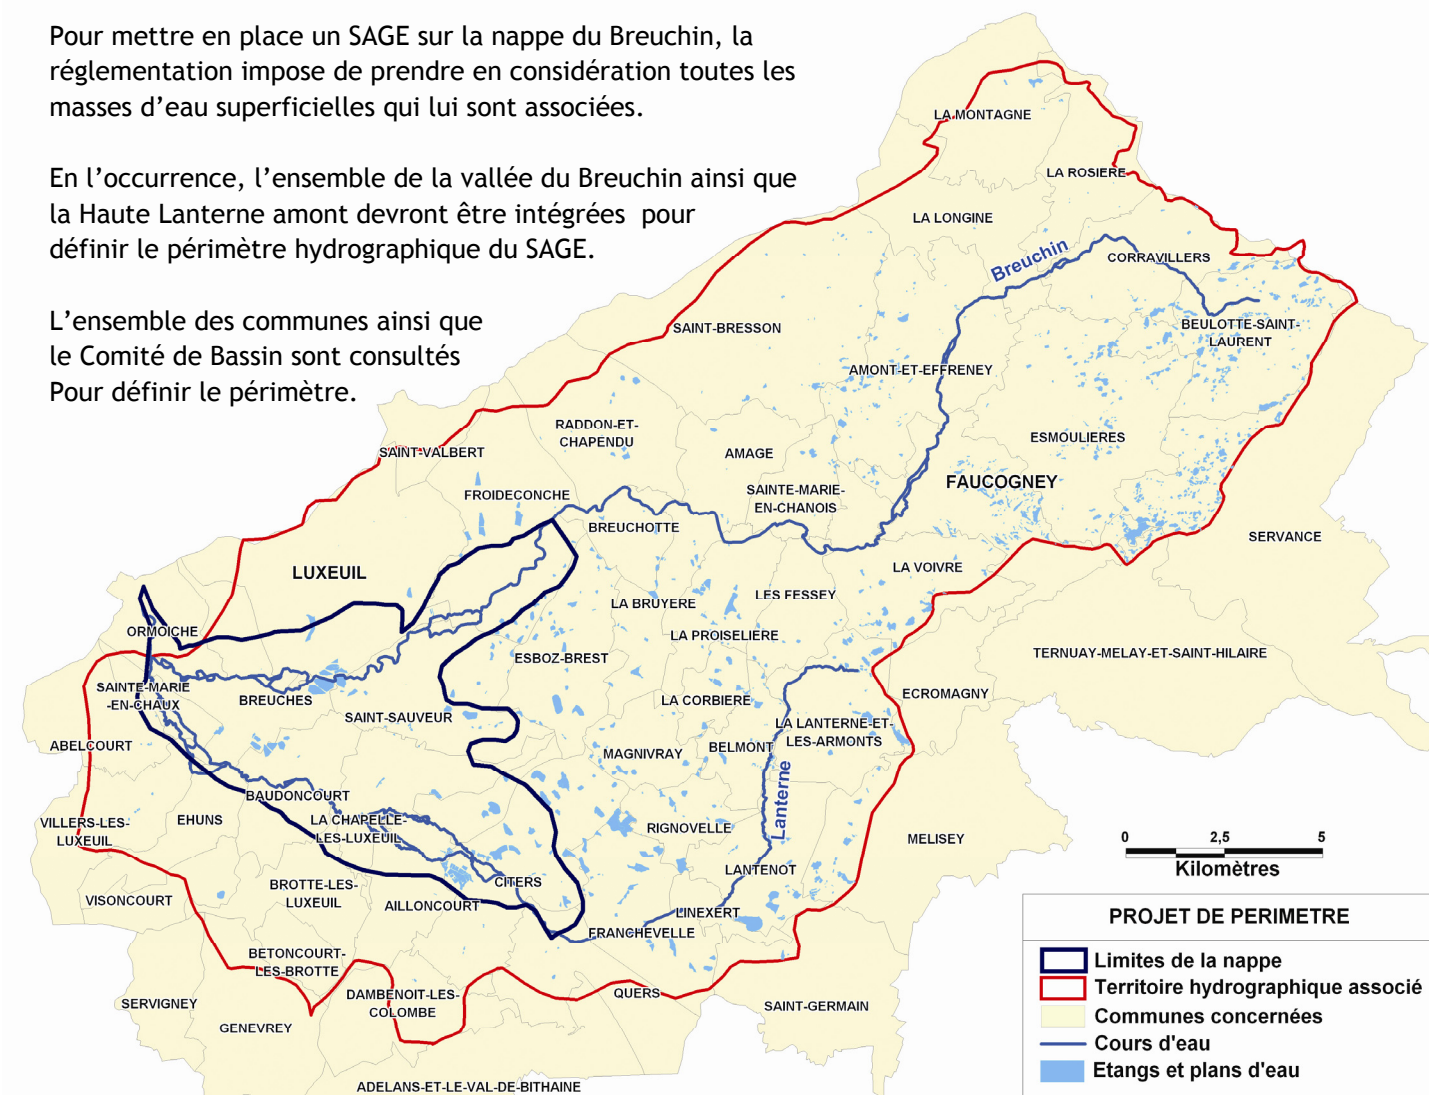 Pour mettre en place un SAGE sur la nappe du Breuchin, la
réglementation impose de prendre en considération toutes les
masses d’eau superficielles qui lui sont associées.
En l’occurrence, l’ensemble de la vallée du Breuchin ainsi que
la Haute Lanterne amont devront être intégrées pour
définir le périmètre hydrographique du SAGE.
L’ensemble des communes ainsi que
le Comité de Bassin sont consultés
Pour définir le périmètre.
LA MONTAGNE
LA ROSIERE
LA LONGINE
Breuchin
CORRAVILLERS
SAINT-BRESSON
BEULOTTE-SAINT-
LAURENT
AMONT-ET-EFFRENEY
RADDON-ET-
CHAPENDU
ESMOULIERES
SAINT-VALBERT
AMAGE
FAUCOGNEY
FROIDECONCHE
SAINTE-MARIE-
EN-CHANOIS
BREUCHOTTE
SERVANCE
LUXEUIL
LA VOIVRE
LES FESSEY
LA BRUYERE
ORMOICHE
LA PROISELIERE
ESBOZ-BREST
TERNUAY-MELAY-ET-SAINT-HILAIRE
SAINTE-MARIE
-EN-CHAUX
BREUCHES
LA CORBIERE
ECROMAGNY
SAINT-SAUVEUR
LA LANTERNE-ET-
LES-ARMONTS
ABELCOURT
MAGNIVRAY
BELMONT
BAUDONCOURT
Lanterne
VILLERS-LES-
LUXEUIL
EHUNS
LA CHAPELLE-
LES-LUXEUIL
RIGNOVELLE
MELISEY
0 2,5 5
Kilomètres
LANTENOT
CITERS
BROTTE-LES-
LUXEUIL
VISONCOURT
AILLONCOURT
LINEXERT
FRANCHEVELLE
BETONCOURT-
LES-BROTTE
QUERS
DAMBENOIT-LES-
COLOMBE
SERVIGNEY
SAINT-GERMAIN
GENEVREY
ADELANS-ET-LE-VAL-DE-BITHAINE
PROJET DE PERIMETRE
Limites de la nappe
Territoire hydrographique associé
Communes concernées
Cours d'eau
Etangs et plans d'eau